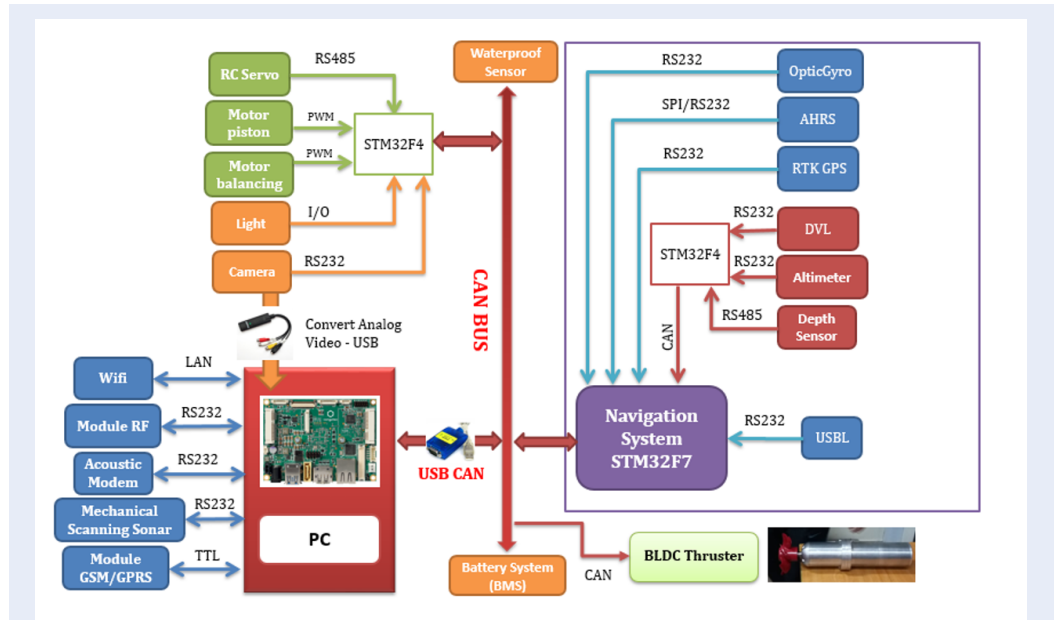 RC Servo
RS485
Motor
piston
PWM
Motor
balancing
PWM
STM32F4
Light
I/O
Camera
RS232
Convert Analog
Video - USB
Waterproof
Sensor
CAN BUS
RS232
OpticGyro
SPI/RS232
AHRS
RS232
RTK GPS
STM32F4
RS232
DVL
RS232
Altimeter
RS485
Depth
Sensor
CAN
Navigation
System
STM32F7
RS232
USBL
Wifi
LAN
Module RF
RS232
Acoustic
Modem
RS232
Mechanical
Scanning Sonar
RS232
Module
GSM/GPRS
TTL
PC
USB CAN
Battery System
(BMS)
CAN
BLDC Thruster